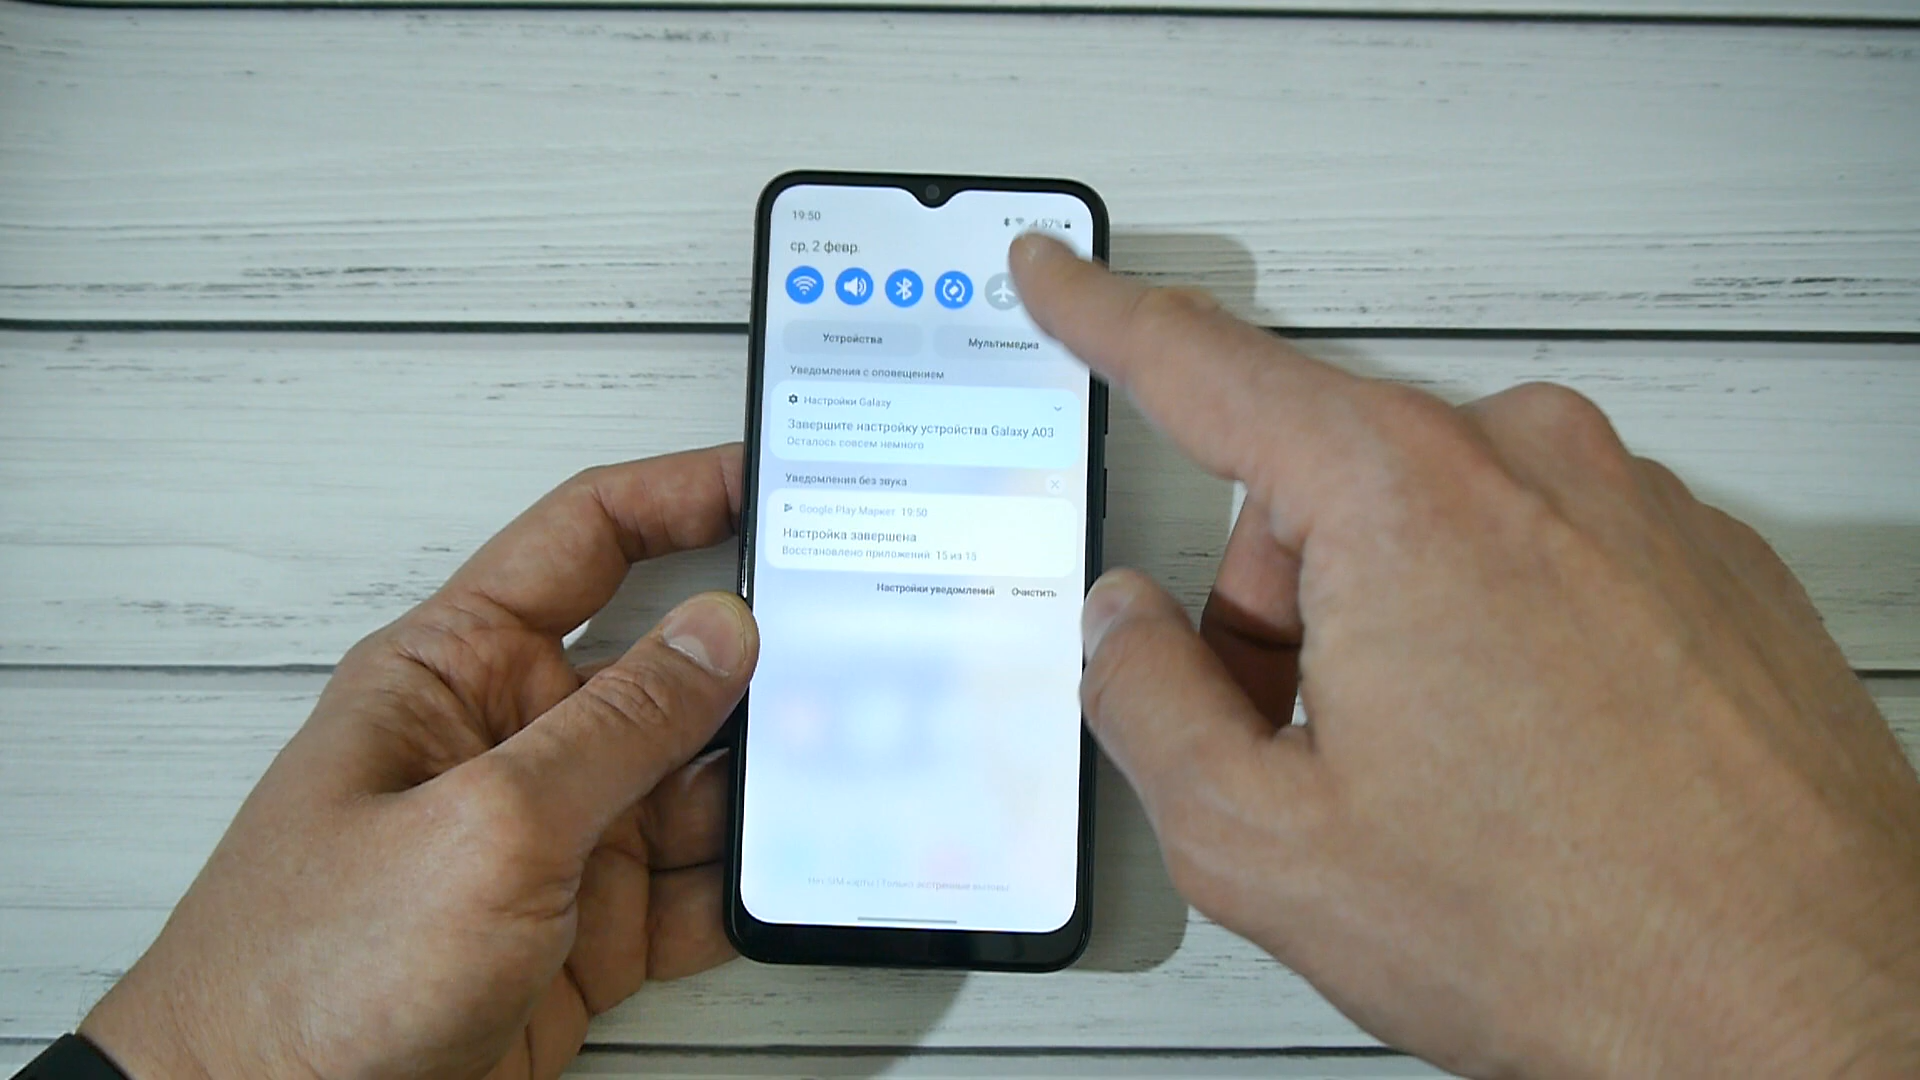 19:50
57%
ср, 2 февр.
Устройства
Мультимедиа
Уведомления с оповещением
Настройки Galaxy
Завершите настройку устройства Galaxy A03
Осталось совсем немного
Уведомления без звука
Google Play Маркет 19:50
Настройка завершена
Восстановлено приложений: 15 из 15
Настройки уведомлений
Очистить
Нет SIM-карты | Только экстренные вызовы